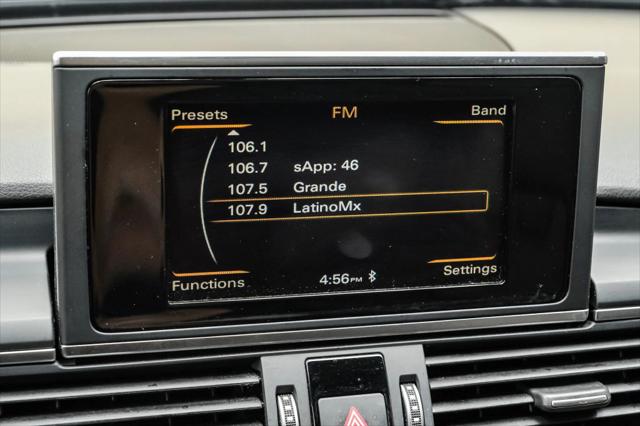 Presets FM Band
106.1
106.7 sApp: 46
107.5 Grande
107.9 LatinoMx
Functions 4:56PM Settings